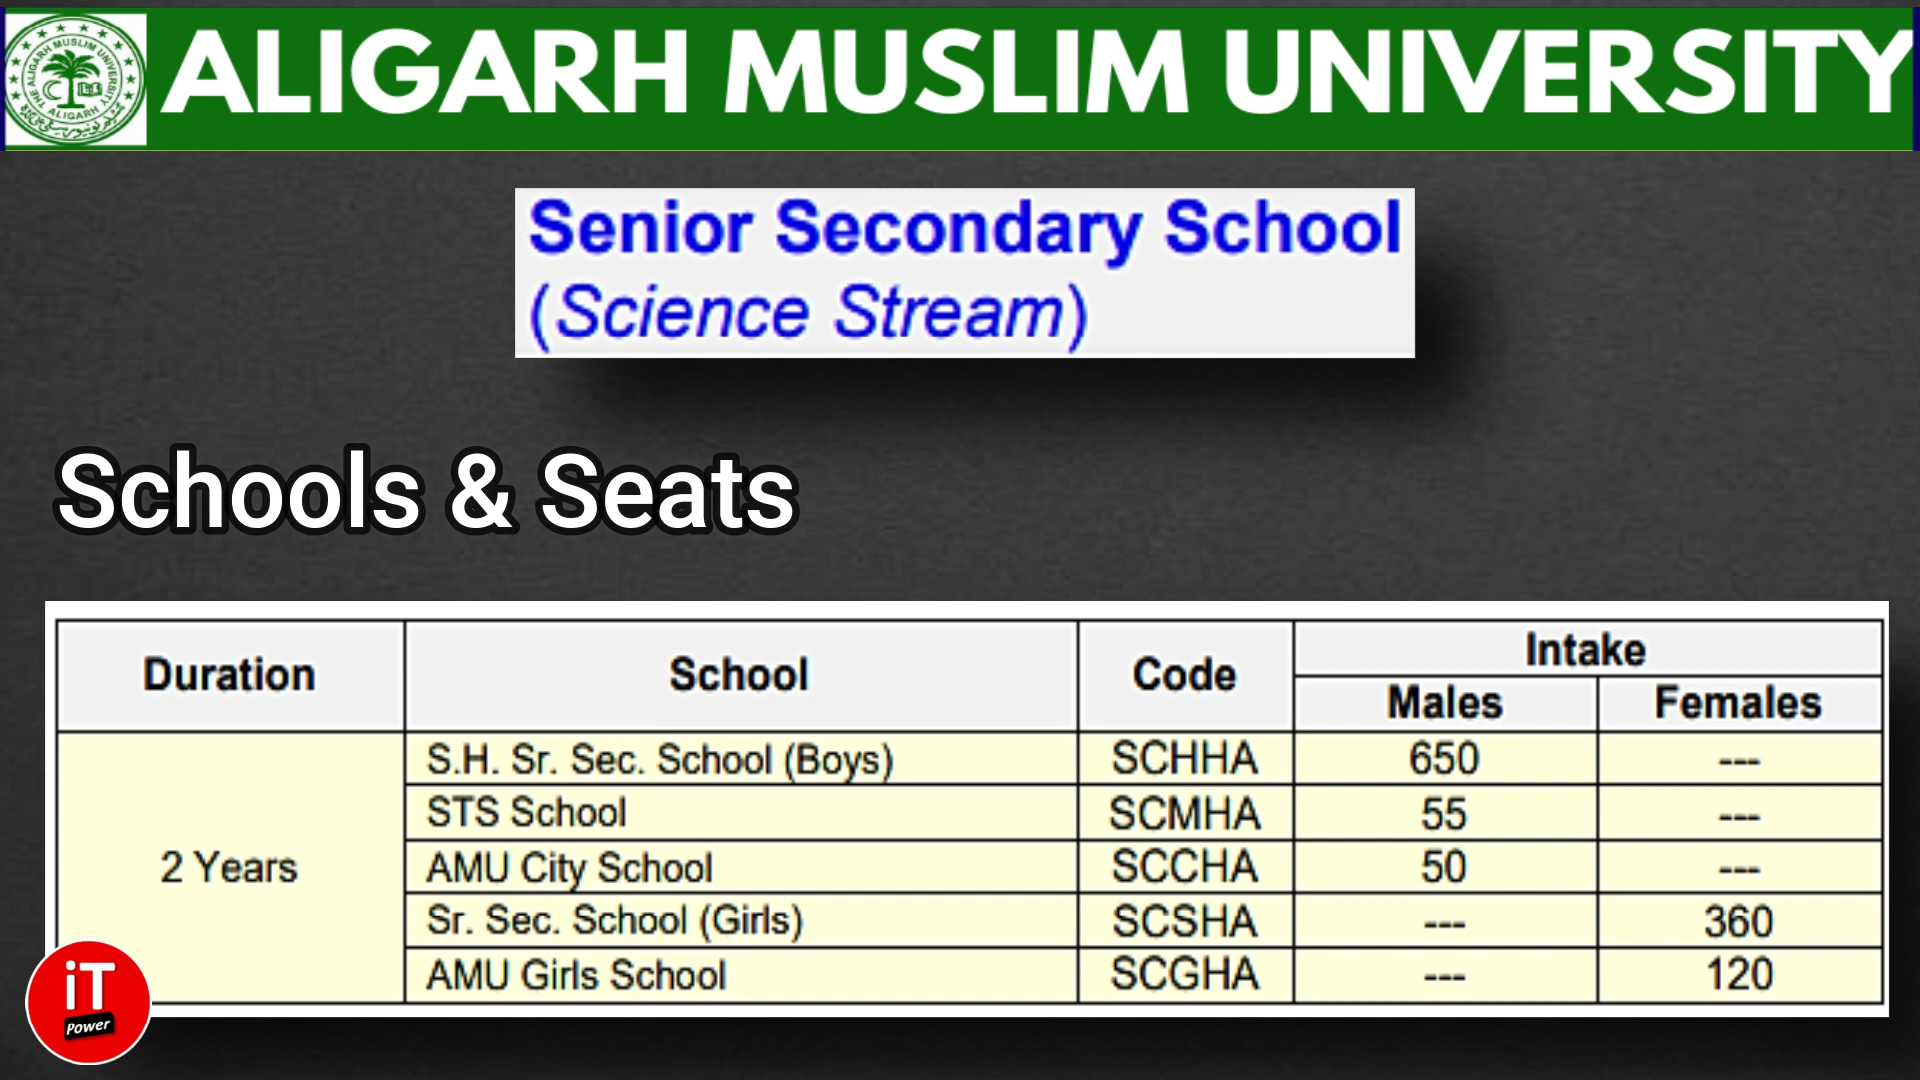 ALIGARH MUSLIM UNIVERSITY
Senior Secondary School
(Science Stream)
Schools & Seats
Duration School Code Intake
Males Females
2 Years
S.H. Sr. Sec. School (Boys) SCHHA 650 ---
STS School SCMHA 55 ---
AMU City School SCCHA 50 ---
Sr. Sec. School (Girls) SCSHA --- 360
AMU Girls School SCGHA --- 120
iT
Power